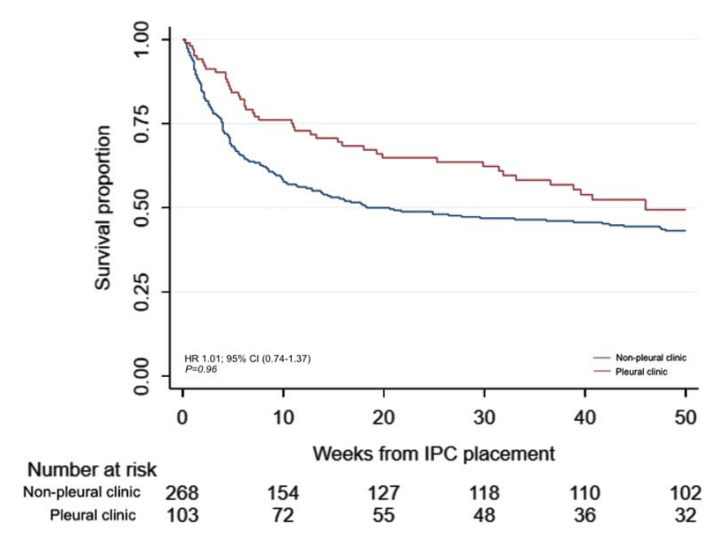 1.00
0.75
0.50
0.25
0.00
Survival proportion
HR 1.01; 95% CI (0.74-1.37)
P=0.96
Non-pleural clinic
Pleural clinic
0 10 20 30 40 50
Weeks from IPC placement
Number at risk
Non-pleural clinic 268 154 127 118 110 102
Pleural clinic 103 72 55 48 36 32